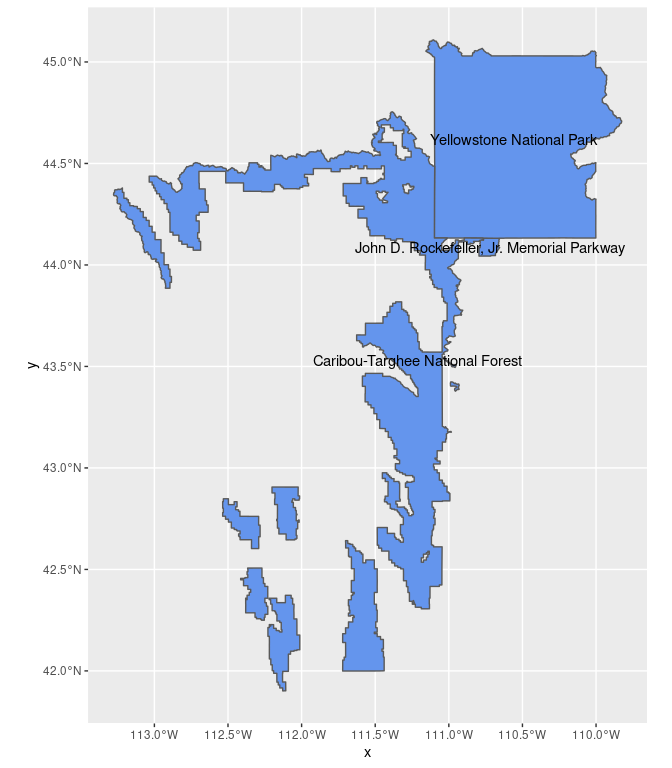 45.0°N
Yellowstone National Park
44.5°N
John D. Rockefeller, Jr. Memorial Parkway
44.0°N
Caribou-Targhee National Forest
43.5°N
y
43.0°N
42.5°N
42.0°N
113.0°W 112.5°W 112.0°W 111.5°W 111.0°W 110.5°W 110.0°W
x